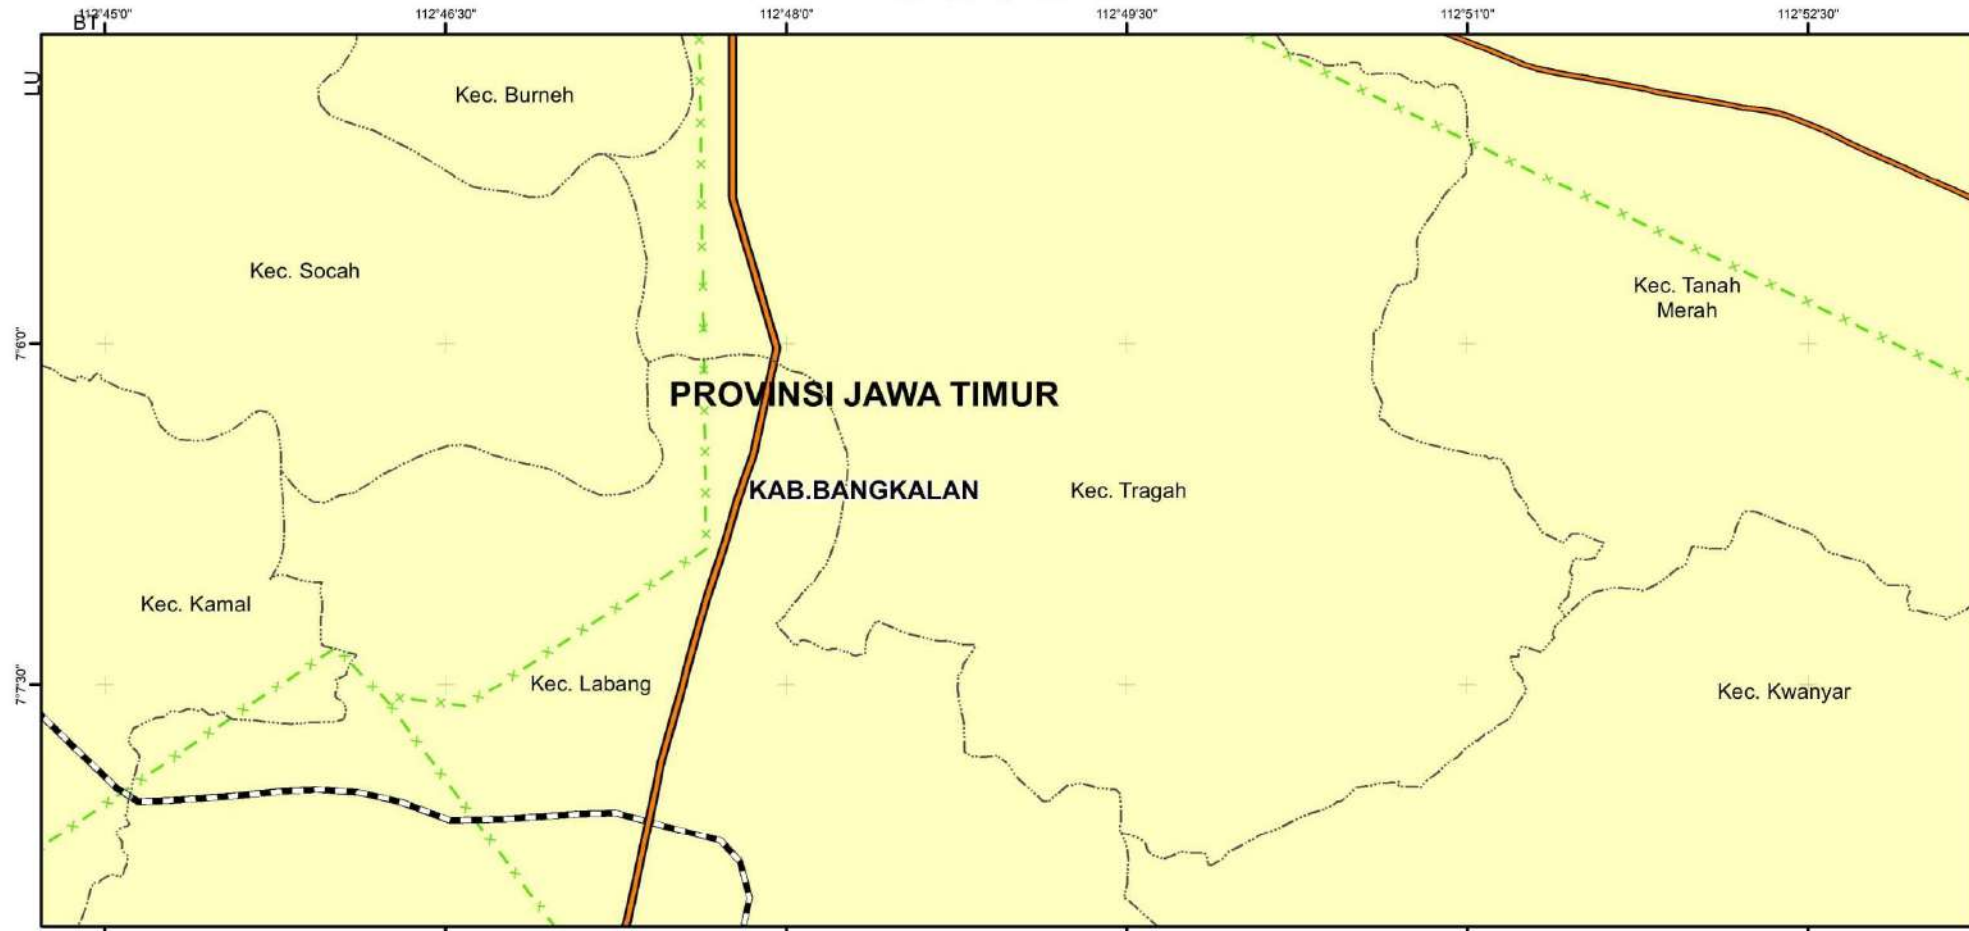 112°45'0"
112°46'30"
112°48'0"
112°49'30"
112°51'0"
112°52'30"
BT
LU
Kec. Burneh
Kec. Socah
Kec. Tanah
Merah
7°6'0"
PROVINSI JAWA TIMUR
KAB.BANGKALAN
Kec. Tragah
Kec. Kamal
Kec. Labang
Kec. Kwanyar
7°7'30"